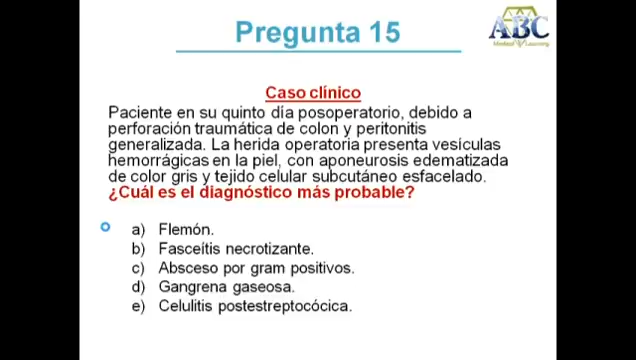 Pregunta 15
ABC
Medical Learning
Caso clínico
Paciente en su quinto día posoperatorio, debido a
perforación traumática de colon y peritonitis
generalizada. La herida operatoria presenta vesículas
hemorrágicas en la piel, con aponeurosis edematizada
de color gris y tejido celular subcutáneo esfacelado.
¿Cuál es el diagnóstico más probable?
a) Flemón.
b) Fasceítis necrotizante.
c) Absceso por gram positivos.
d) Gangrena gaseosa.
e) Celulitis postestreptocócica.